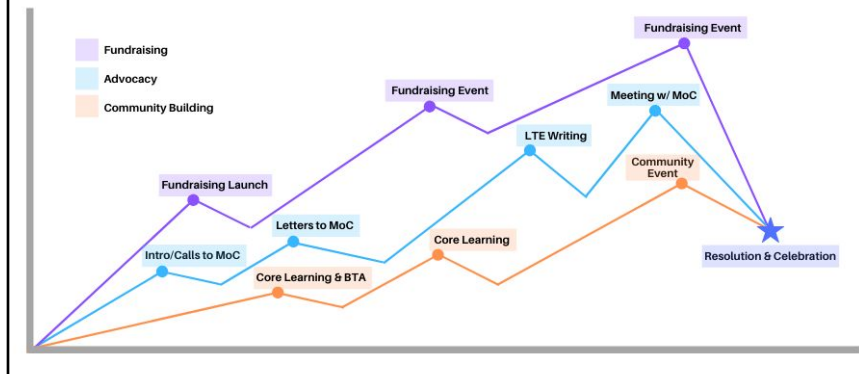 Fundraising
Advocacy
Community Building
Fundraising Event
Fundraising Event
Meeting w/ MoC
LTE Writing
Community
Event
Fundraising Launch
Letters to MoC
Core Learning
Intro/Calls to MoC
Core Learning & BTA
Resolution & Celebration